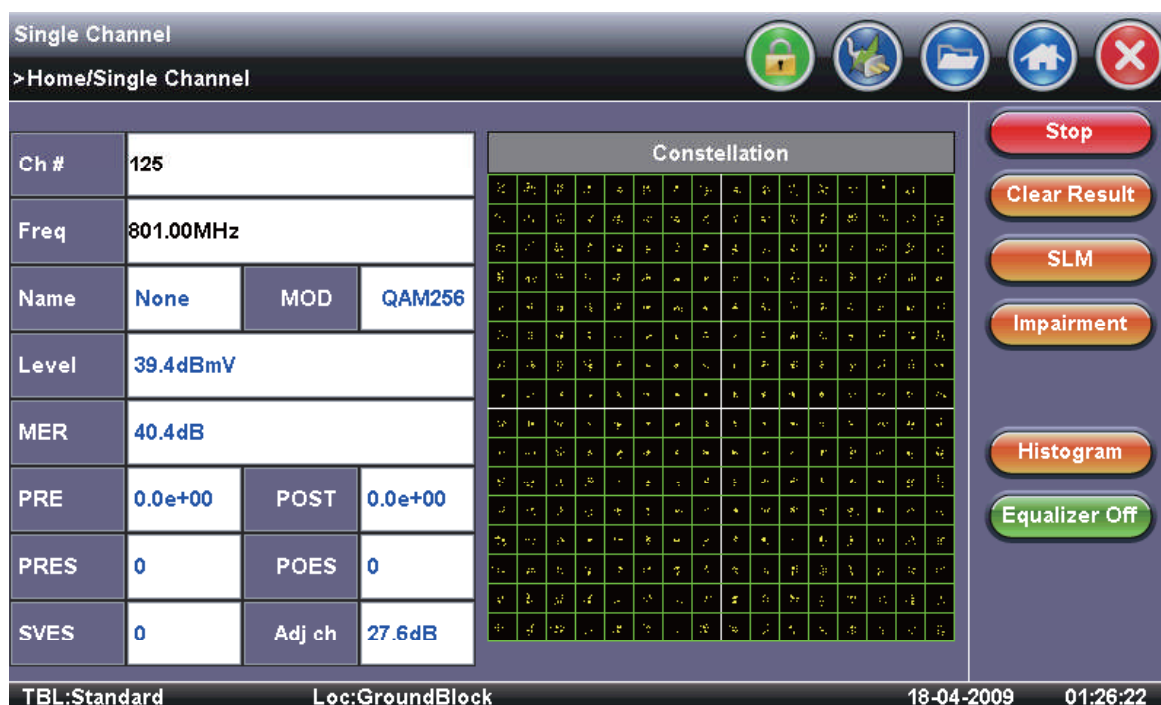 Single Channel
>Home/Single Channel
Ch # 125
Freq 801.00MHz
Name None MOD QAM256
Level 39.4dBmV
MER 40.4dB
PRE 0.0e+00 POST 0.0e+00
PRES 0 POES 0
SVES 0 Adj ch 27.6dB
Constellation
Stop
Clear Result
SLM
Impairment
Histogram
Equalizer Off
TBL:Standard Loc:GroundBlock 18-04-2009 01:26:22